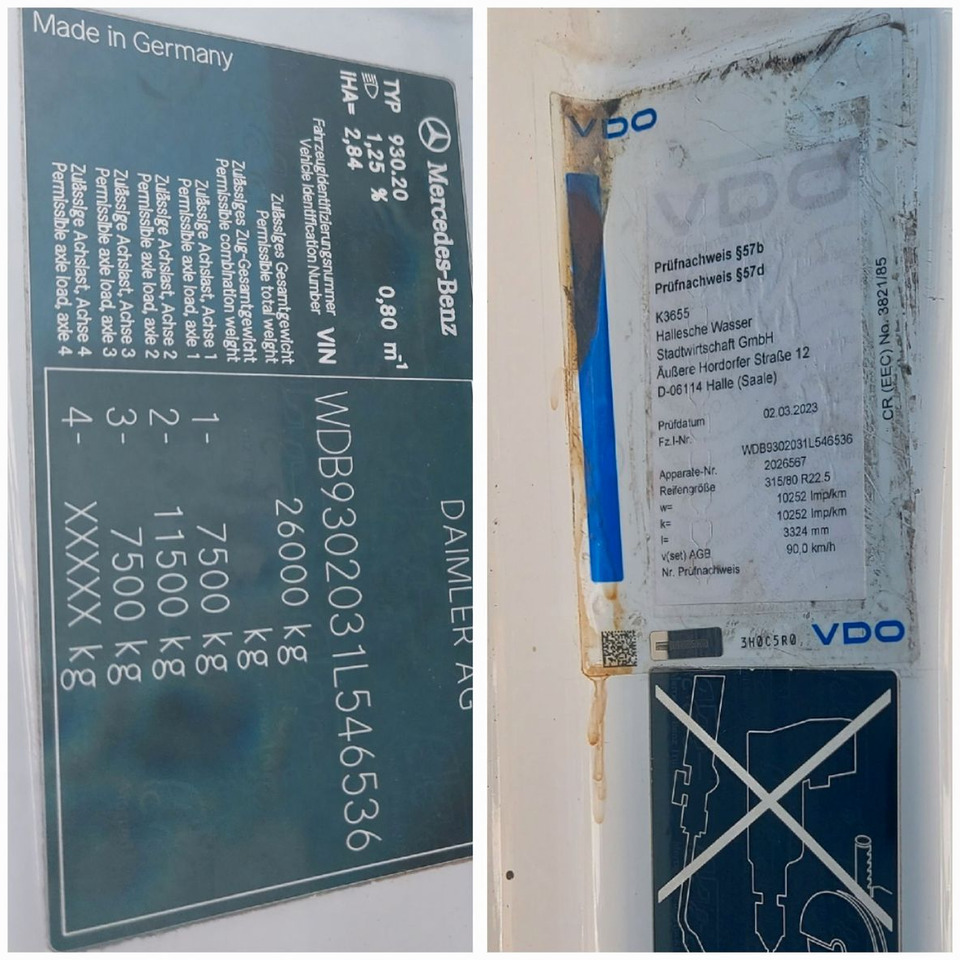 Mercedes-Benz
DAIMLER AG
TYP 930.20 0,80 m⁻¹
1,25 %
IHA= 2,84
Fahrzeugidentifizierungsnummer
Vehicle Identification Number VIN WDB9302031L546536
Zulässiges Gesamtgewicht
Permissible total weight 26000 kg
Zulässiges Zug-Gesamtgewicht
Permissible combination weight kg
Zulässige Achslast, Achse 1
Permissible axle load, axle 1 1- 7500 kg
Zulässige Achslast, Achse 2
Permissible axle load, axle 2 2- 11500 kg
Zulässige Achslast, Achse 3
Permissible axle load, axle 3 3- 7500 kg
Zulässige Achslast, Achse 4
Permissible axle load, axle 4 4- XXXXX kg
Made in Germany
VDO
VDO
Prüfnachweis §57b
Prüfnachweis §57d
K3655
Hallesche Wasser
Stadtwirtschaft GmbH
Äußere Hordorfer Straße 12
D-06114 Halle (Saale)
Prüfdatum 02.03.2023
Fz.I-Nr. WDB9302031L546536
Apparate-Nr. 2026567
Reifengröße 315/80 R22.5
w= 10252 Imp/km
k= 10252 Imp/km
l= 3324 mm
v(set) AGB 90,0 km/h
Nr. Prüfnachweis
CR (EEC) No. 3821/85
3H0C5R0
VDO